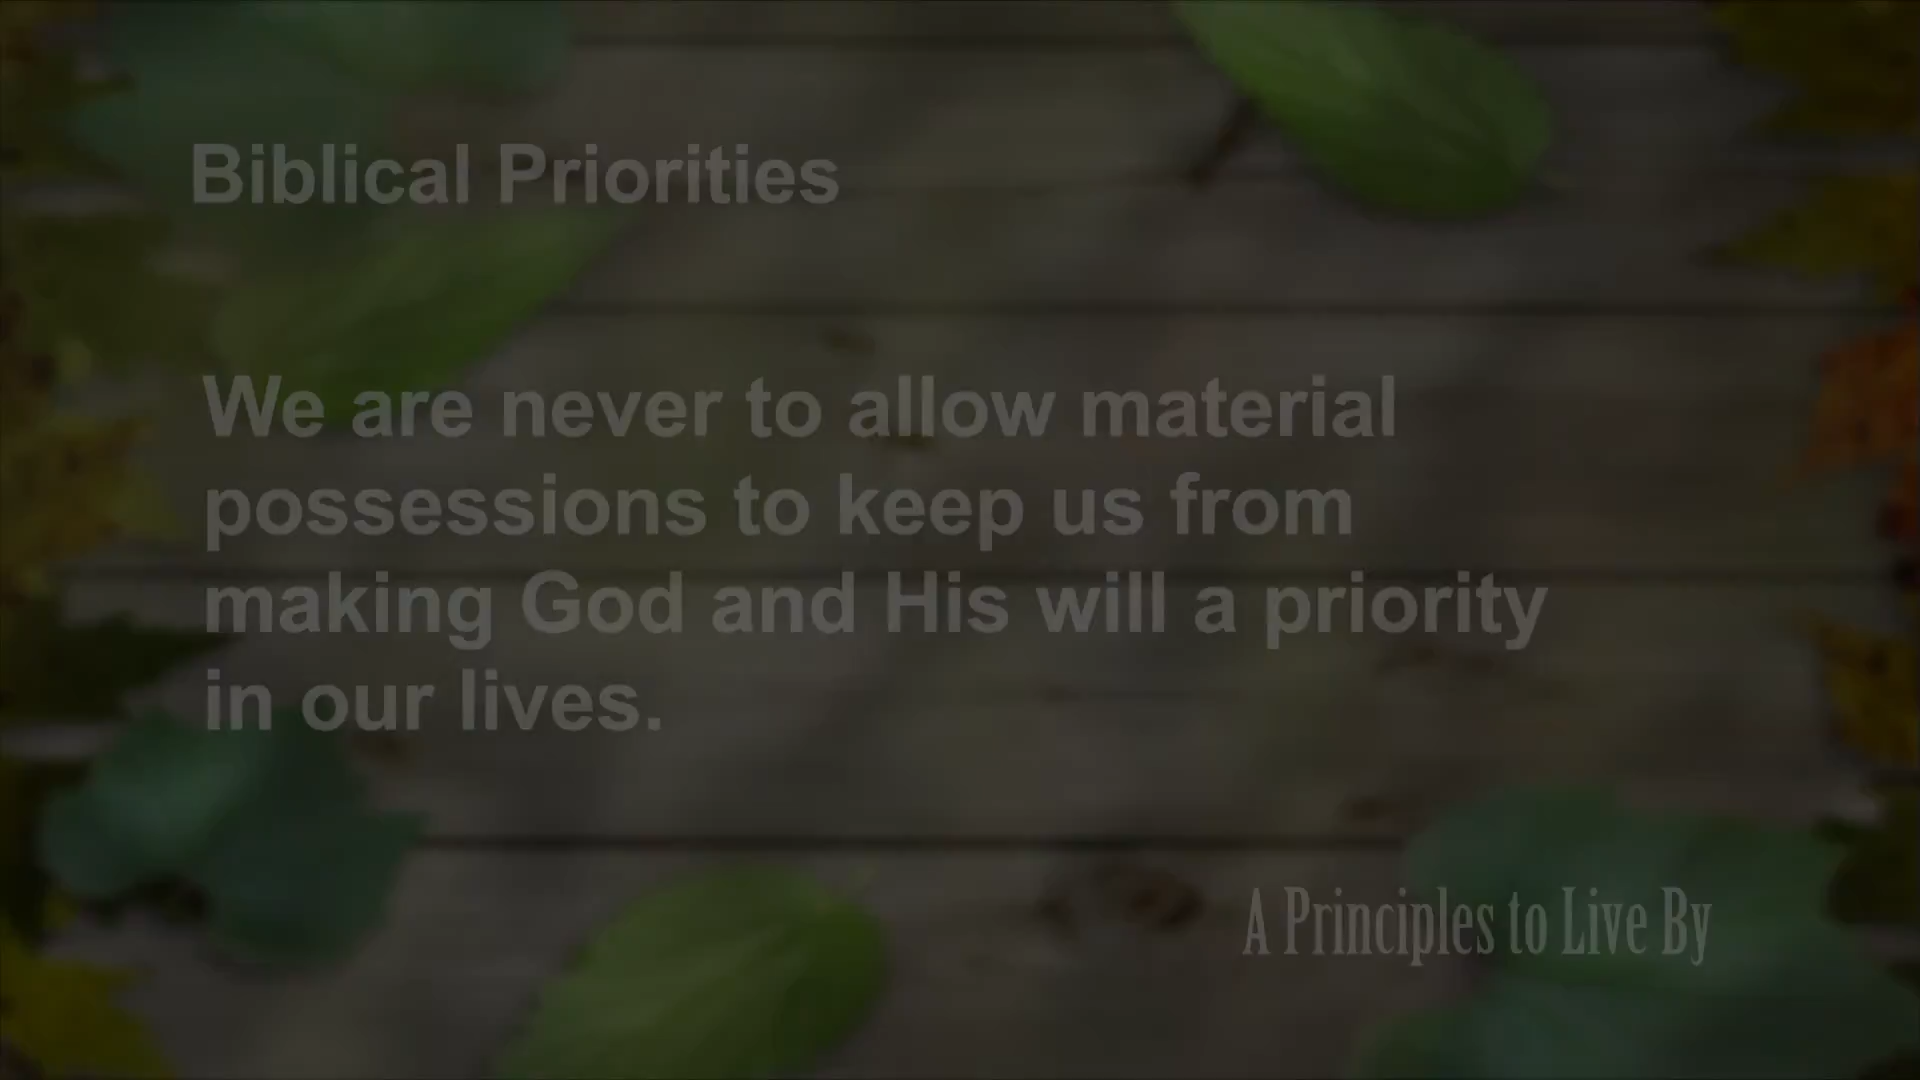 Biblical Priorities
We are never to allow material
possessions to keep us from
making God and His will a priority
in our lives.
A Principles to Live By